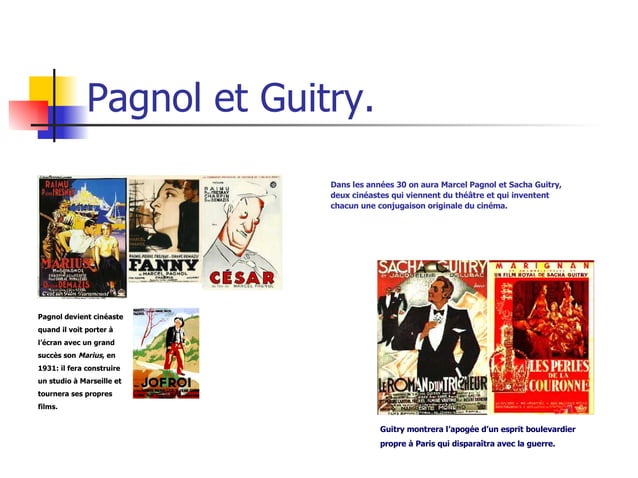 Pagnol et Guitry.
Dans les années 30 on aura Marcel Pagnol et Sacha Guitry,
deux cinéastes qui viennent du théâtre et qui inventent
chacun une conjugaison originale du cinéma.
RAIMU
PIERRE FRESNAY
MARIUS
FANNY
DE MARCEL PAGNOL
RAIMU
PIERRE FRESNAY
CHARPIN
CÉSAR
MARCEL PAGNOL
Pagnol devient cinéaste
quand il voit porter à
l'écran avec un grand
succès son Marius, en
1931: il fera construire
un studio à Marseille et
tournera ses propres
films.
JOFROI
SACHA GUITRY
LE ROMAN D'UN TRICHEUR
MARIGNAN
UN FILM ROYAL DE SACHA GUITRY
LES PERLES
DE LA
COURONNE
Guitry montrera l'apogée d'un esprit boulevardier
propre à Paris qui disparaîtra avec la guerre.